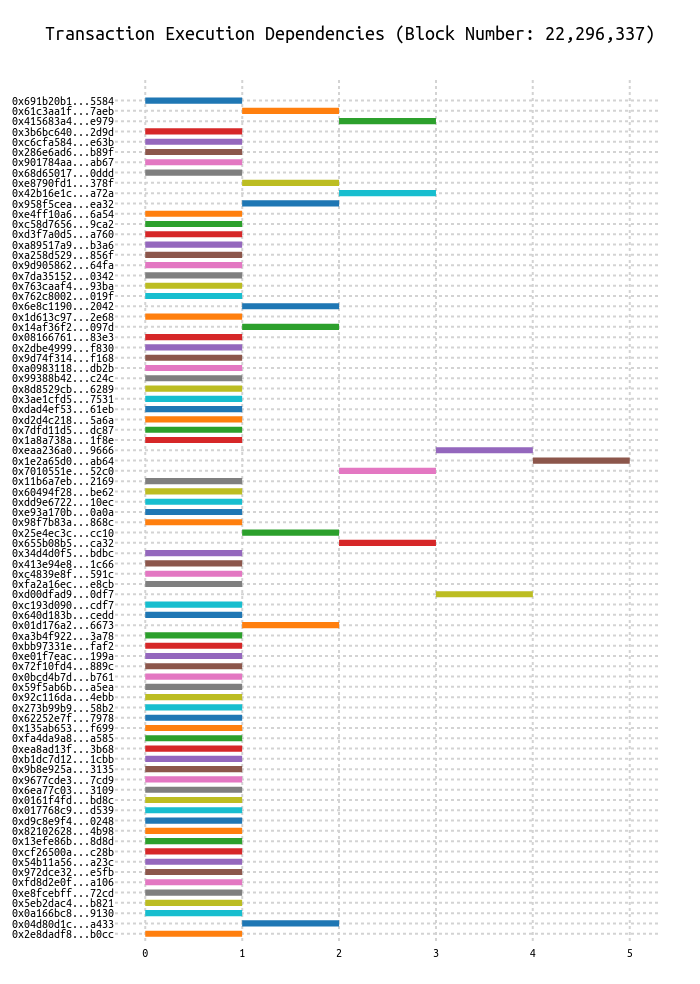 Transaction Execution Dependencies (Block Number: 22,296,337)
0x691b20b1...5584
0x61c3aa1f...7aeb
0x415683a4...e979
0x3b6bc640...2d9d
0xc6cfa584...e63b
0x286e6ad6...b89f
0x901784aa...ab67
0x68d65017...0ddd
0xe8790fd1...378f
0x42b16e1c...a72a
0x958f5cea...ea32
0xe4ff10a6...6a54
0xc58d7656...9ca2
0xd3f7a0d5...a760
0xa89517a9...b3a6
0xa258d529...856f
0x9d905862...64fa
0x7da35152...0342
0x763caaf4...93ba
0x762c8002...019f
0x6e8c1190...2042
0x1d613c97...2e68
0x14af36f2...097d
0x08166761...83e3
0x2dbe4999...f830
0x9d74f314...f168
0xa0983118...db2b
0x99388b42...c24c
0x8d8529cb...6289
0x3ae1cfd5...7531
0xdad4ef53...61eb
0xd2d4c218...5a6a
0x7dfd11d5...dc87
0x1a8a738a...1f8e
0xeaa236a0...9666
0x1e2a65d0...ab64
0x7010551e...52c0
0x11b6a7eb...2169
0x60494f28...be62
0xdd9e6722...10ec
0xe93a170b...0a0a
0x98f7b83a...868c
0x25e4ec3c...cc10
0x655b08b5...ca32
0x34d4d0f5...bdbc
0x413e94e8...1c66
0xc4839e8f...591c
0xfa2a16ec...e8cb
0xd00dfad9...0df7
0xc193d090...cdf7
0x640d183b...cedd
0x01d176a2...6673
0xa3b4f922...3a78
0xbb97331e...faf2
0xe01f7eac...199a
0x72f10fd4...889c
0x0bcd4b7d...b761
0x59f5ab6b...a5ea
0x92c116da...4ebb
0x273b99b9...58b2
0x62252e7f...7978
0x135ab653...f699
0xfa4da9a8...a585
0xea8ad13f...3b68
0xb1dc7d12...1cbb
0x9b8e925a...3135
0x9677cde3...7cd9
0x6ea77c03...3109
0x0161f4fd...bd8c
0x017768c9...d539
0xd9c8e9f4...0248
0x82102628...4b98
0x13efe86b...8d8d
0xcf26500a...c28b
0x54b11a56...a23c
0x972dce32...e5fb
0xfd8d2e0f...a106
0xe8fcebff...72cd
0x5eb2dac4...b821
0x0a166bc8...9130
0x04d80d1c...a433
0x2e8dadf8...b0cc
0 1 2 3 4 5